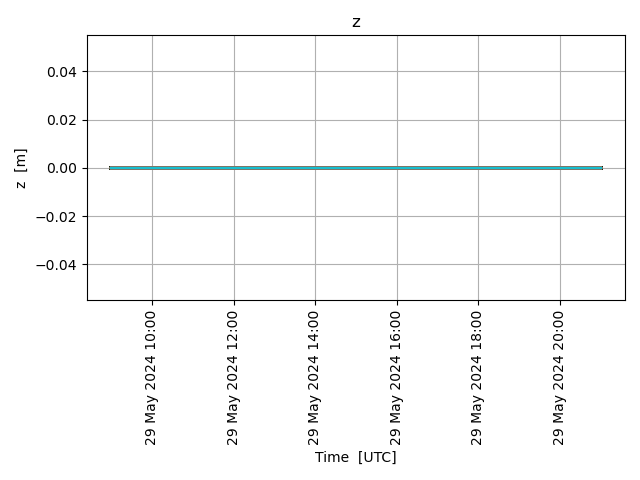 z
0.04
0.02
0.00
−0.02
−0.04
z [m]
29 May 2024 10:00
29 May 2024 12:00
29 May 2024 14:00
29 May 2024 16:00
29 May 2024 18:00
29 May 2024 20:00
Time [UTC]